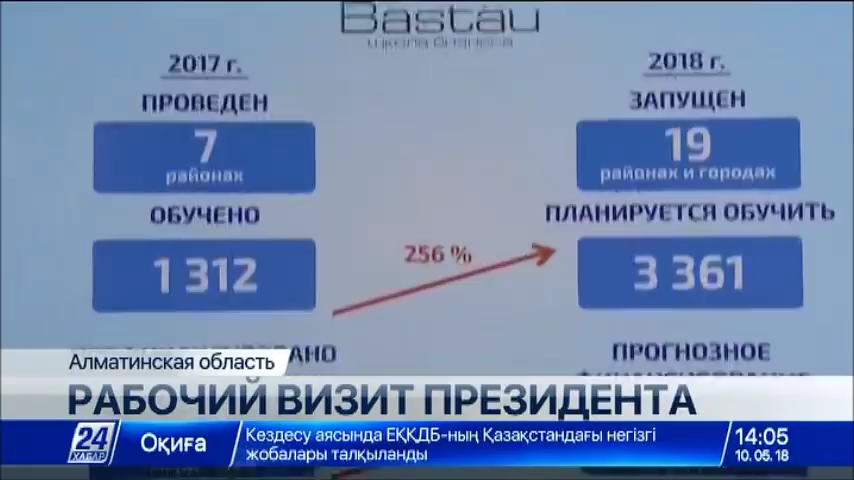 Bastau
школа бизнеса
2017 г.
ПРОВЕДЕН
7
районах
ОБУЧЕНО
1 312
2018 г.
ЗАПУЩЕН
19
районах и городах
ПЛАНИРУЕТСЯ ОБУЧИТЬ
256 %
3 361
ПРОГНОЗНОЕ
Алматинская область
РАБОЧИЙ ВИЗИТ ПРЕЗИДЕНТА
24
ХАБАР
Оқиға
Кездесу аясында ЕҚҚДБ-ның Қазақстандағы негізгі
жобалары талқыланды
14:05
10.05.18